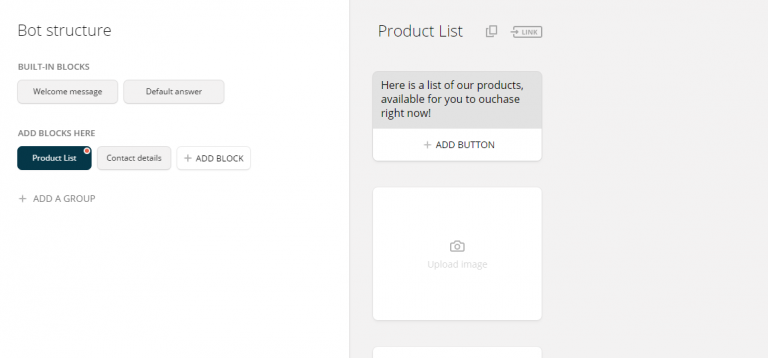 Bot structure
BUILT-IN BLOCKS
Welcome message
Default answer
ADD BLOCKS HERE
Product List
Contact details
+ ADD BLOCK
+ ADD A GROUP
Product List
LINK
Here is a list of our products,
available for you to ouchase
right now!
+ ADD BUTTON
Upload image